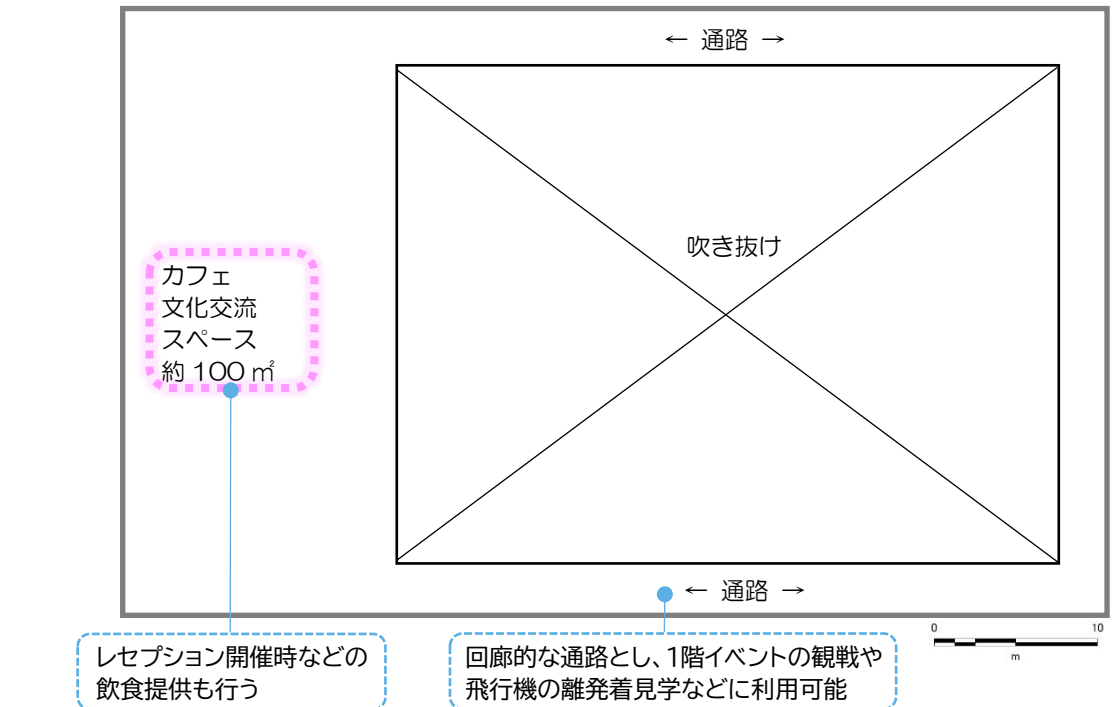 ← 通路 →
吹き抜け
カフェ
文化交流
スペース
約 100 ㎡
← 通路 →
0 10
m
レセプション開催時などの
飲食提供も行う
回廊的な通路とし、1階イベントの観戦や
飛行機の離発着見学などに利用可能